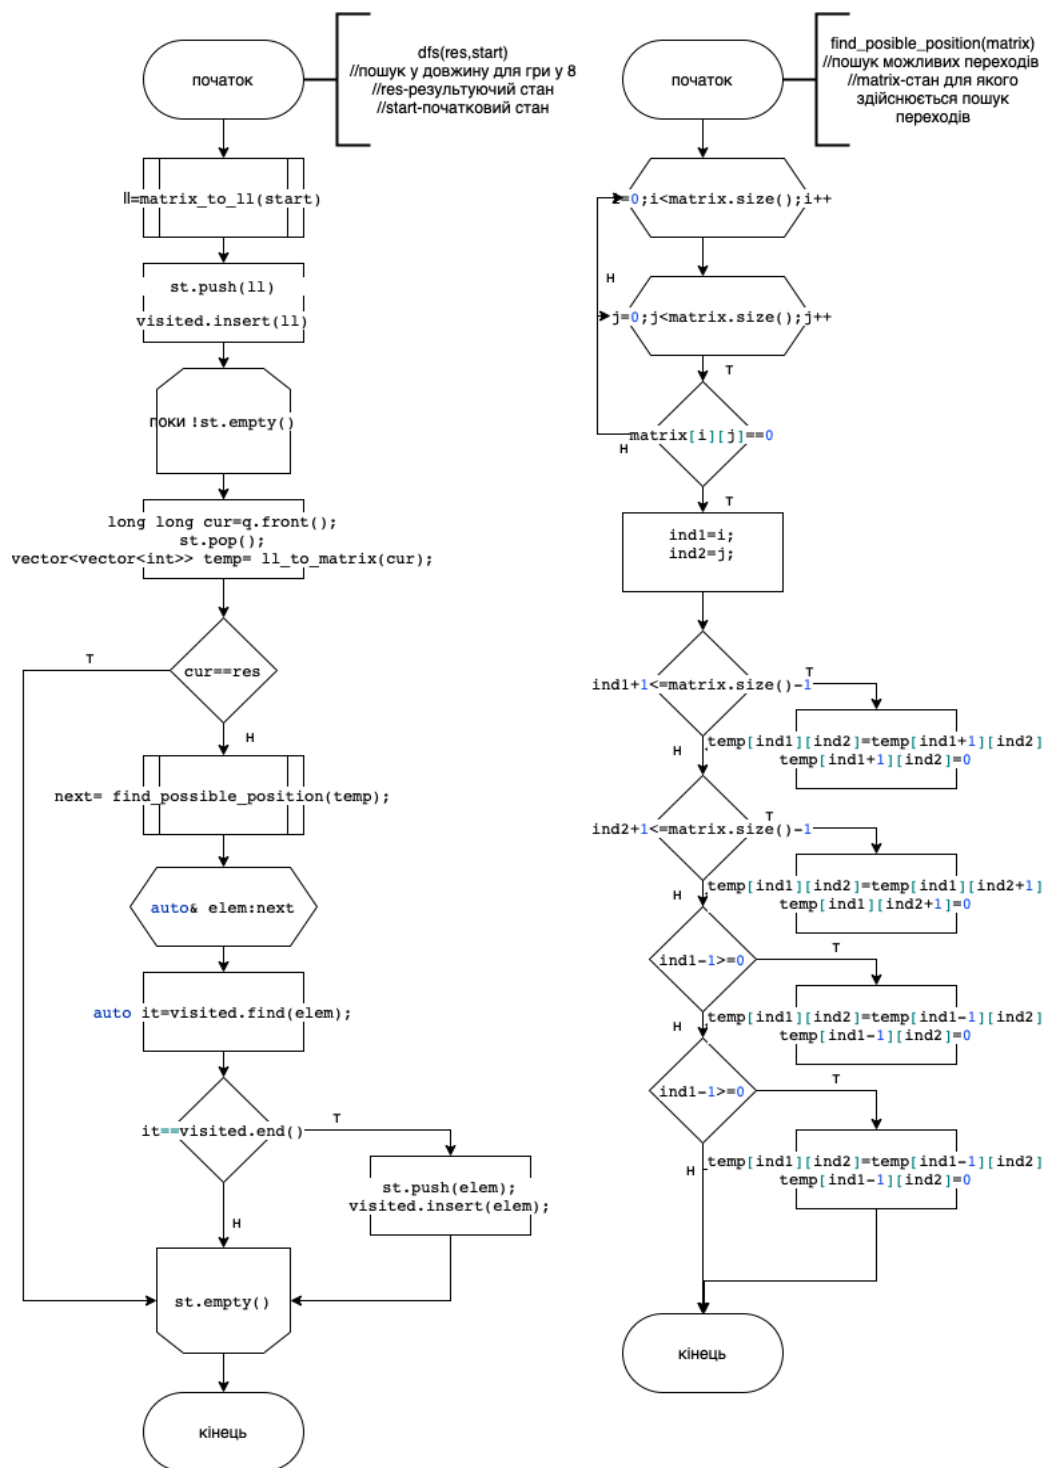 початок
dfs(res,start)
//пошук у довжину для гри у 8
//res-результуючий стан
//start-початковий стан
ll=matrix_to_ll(start)
st.push(ll)
visited.insert(ll)
поки !st.empty()
long long cur=q.front();
st.pop();
vector<vector<int>> temp= ll_to_matrix(cur);
cur==res
Т
Н
next= find_possible_position(temp);
auto& elem:next
auto it=visited.find(elem);
it==visited.end()
Т
st.push(elem);
visited.insert(elem);
Н
st.empty()
кінець
початок
find_posible_position(matrix)
//пошук можливих переходів
//matrix-стан для якого
здійснюється пошук
переходів
i=0;i<matrix.size();i++
Н
j=0;j<matrix.size();j++
Т
matrix[i][j]==0
Н
Т
ind1=i;
ind2=j;
ind1+1<=matrix.size()-1
Т
temp[ind1][ind2]=temp[ind1+1][ind2]
temp[ind1+1][ind2]=0
Н
ind2+1<=matrix.size()-1
Т
temp[ind1][ind2]=temp[ind1][ind2+1]
temp[ind1][ind2+1]=0
Н
ind1-1>=0
Т
temp[ind1][ind2]=temp[ind1-1][ind2]
temp[ind1-1][ind2]=0
Н
ind1-1>=0
Т
temp[ind1][ind2]=temp[ind1-1][ind2]
temp[ind1-1][ind2]=0
Н
кінець